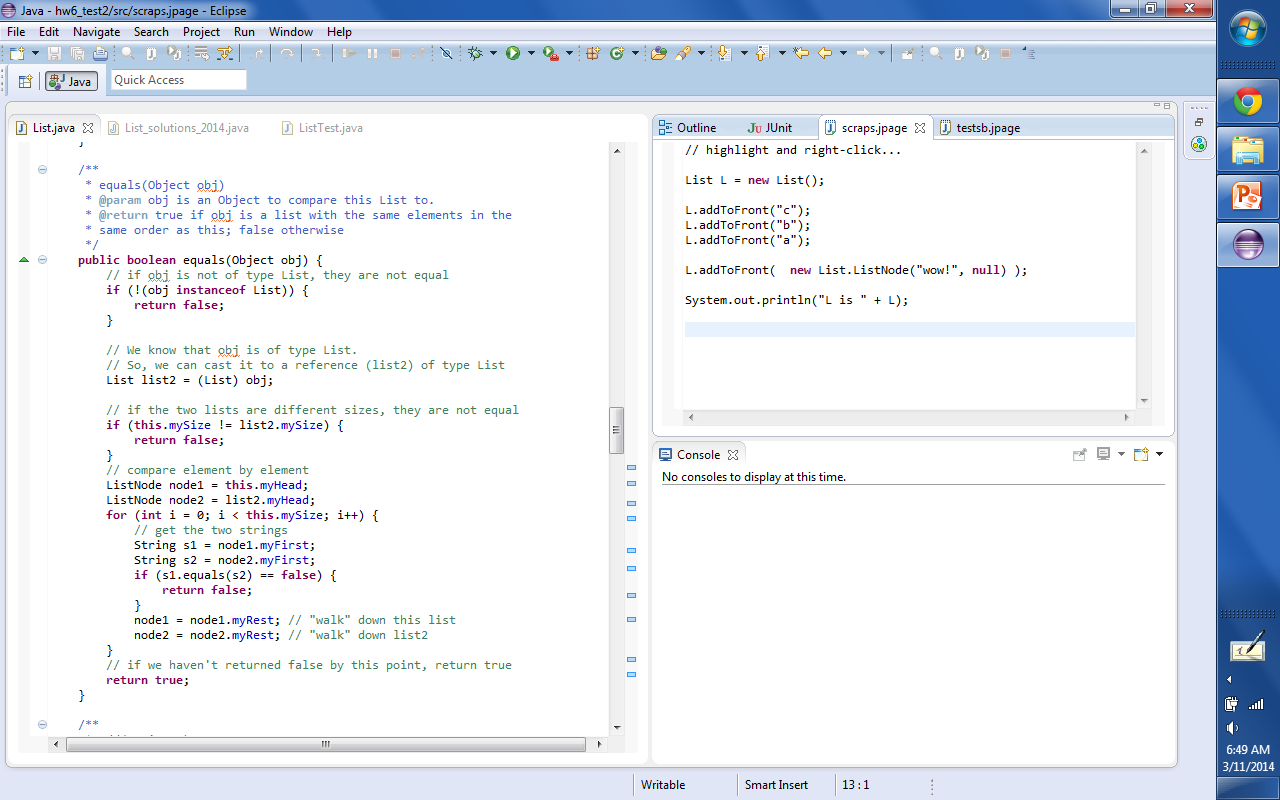 Java - hw6_test2/src/scraps.jpage - Eclipse
File Edit Navigate Search Project Run Window Help
Java Quick Access
List.java List_solutions_2014.java ListTest.java
}
/**
* equals(Object obj)
* @param obj is an Object to compare this List to.
* @return true if obj is a list with the same elements in the
* same order as this; false otherwise
*/
public boolean equals(Object obj) {
// if obj is not of type List, they are not equal
if (!(obj instanceof List)) {
return false;
}
// We know that obj is of type List.
// So, we can cast it to a reference (list2) of type List
List list2 = (List) obj;
// if the two lists are different sizes, they are not equal
if (this.mySize != list2.mySize) {
return false;
}
// compare element by element
ListNode node1 = this.myHead;
ListNode node2 = list2.myHead;
for (int i = 0; i < this.mySize; i++) {
// get the two strings
String s1 = node1.myFirst;
String s2 = node2.myFirst;
if (s1.equals(s2) == false) {
return false;
}
node1 = node1.myRest; // "walk" down this list
node2 = node2.myRest; // "walk" down list2
}
// if we haven't returned false by this point, return true
return true;
}
/**
Outline JUnit scraps.jpage testsb.jpage
// highlight and right-click...
List L = new List();
L.addToFront("c");
L.addToFront("b");
L.addToFront("a");
L.addToFront(  new List.ListNode("wow!", null) );
System.out.println("L is " + L);
Console
No consoles to display at this time.
Writable Smart Insert 13 : 1
6:49 AM
3/11/2014